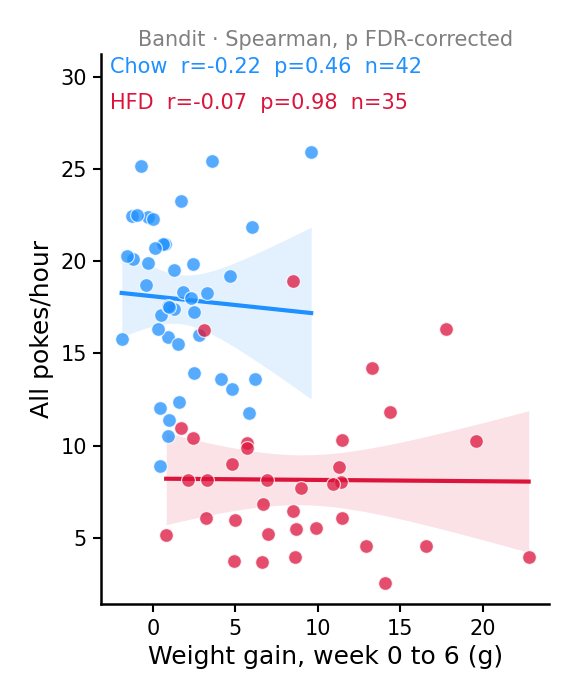 Bandit · Spearman, p FDR-corrected
Chow r=-0.22 p=0.46 n=42
HFD r=-0.07 p=0.98 n=35
30
25
20
15
10
5
All pokes/hour
0 5 10 15 20
Weight gain, week 0 to 6 (g)